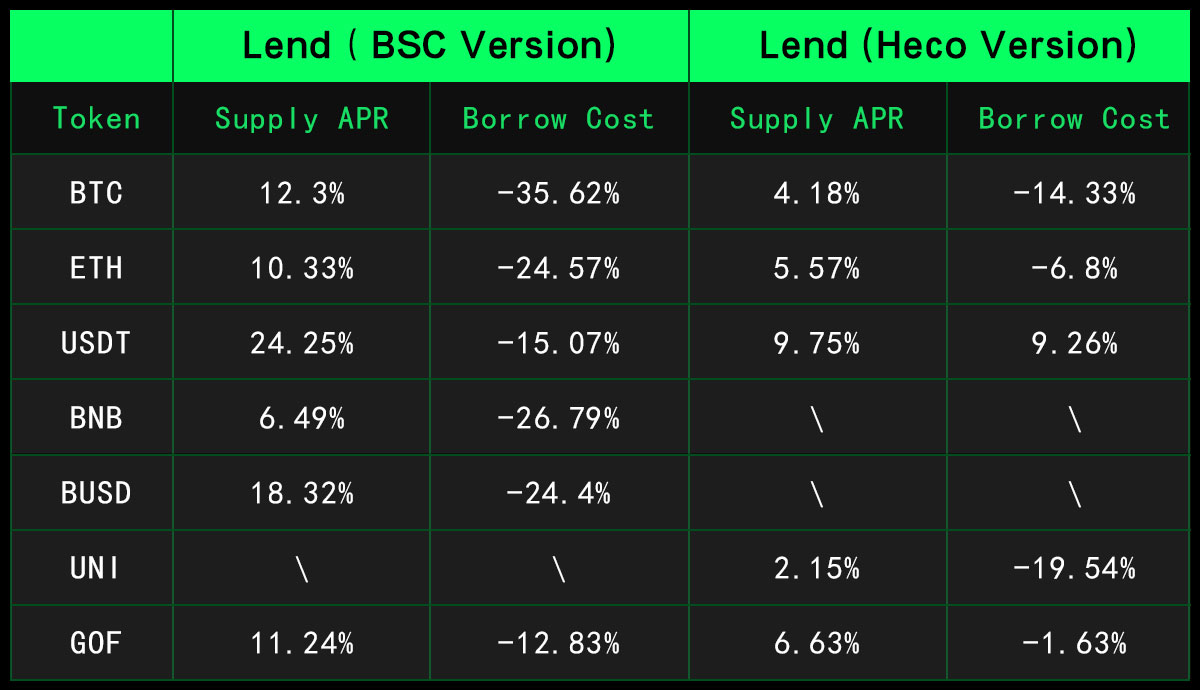 Lend ( BSC Version) Lend (Heco Version)
Token Supply APR Borrow Cost Supply APR Borrow Cost
BTC 12.3% -35.62% 4.18% -14.33%
ETH 10.33% -24.57% 5.57% -6.8%
USDT 24.25% -15.07% 9.75% 9.26%
BNB 6.49% -26.79% \ \
BUSD 18.32% -24.4% \ \
UNI \ \ 2.15% -19.54%
GOF 11.24% -12.83% 6.63% -1.63%